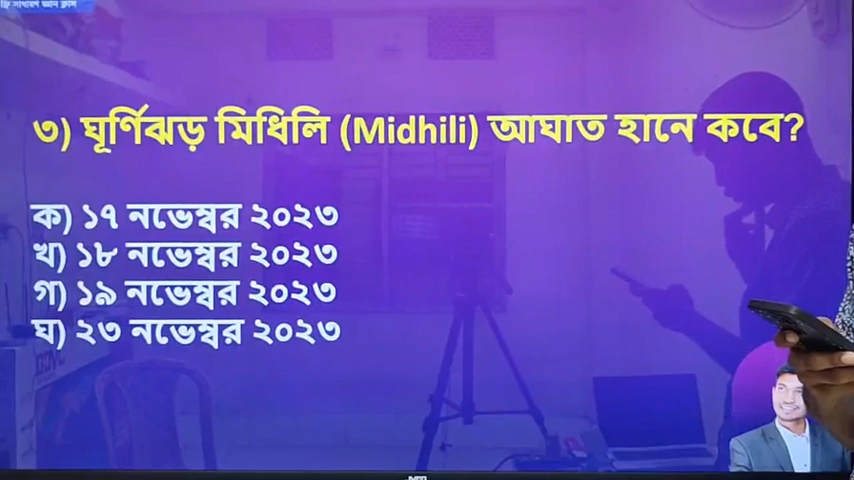 ফ্রি সাধারণ জ্ঞান ক্লাস
৩) ঘূর্ণিঝড় মিধিলি (Midhili) আঘাত হানে কবে?
ক) ১৭ নভেম্বর ২০২৩
খ) ১৮ নভেম্বর ২০২৩
গ) ১৯ নভেম্বর ২০২৩
ঘ) ২৩ নভেম্বর ২০২৩